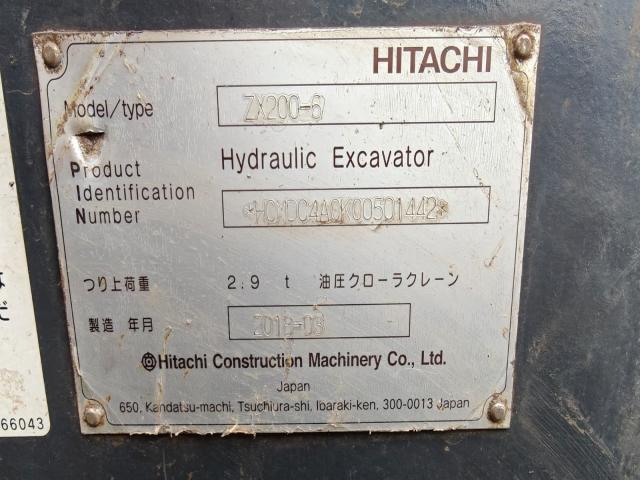 HITACHI
Model/type ZX200-6
Product Hydraulic Excavator
Identification
Number
つり上荷重 2.9 t 油圧クローラクレーン
製造 年月
Hitachi Construction Machinery Co., Ltd.
Japan
650, Kandatsu-machi, Tsuchiura-shi, Ibaraki-ken, 300-0013 Japan
66043